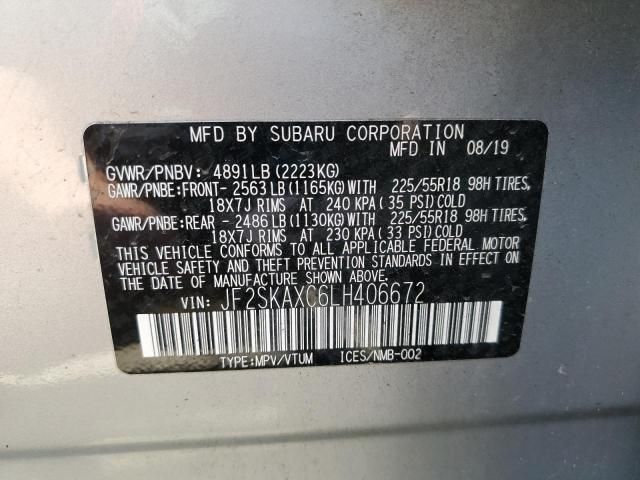 MFD BY SUBARU CORPORATION
MFD IN 08/19
GVWR/PNBV: 4891LB (2223KG)
GAWR/PNBE:FRONT- 2563LB(1165KG)WITH 225/55R18 98H TIRES,
18X7J RIMS AT 240 KPA(35 PSI)COLD
GAWR/PNBE:REAR - 2486LB(1130KG)WITH 225/55R18 98H TIRES,
18X7J RIMS AT 230 KPA(33 PSI)COLD
THIS VEHICLE CONFORMS TO ALL APPLICABLE FEDERAL MOTOR
VEHICLE SAFETY AND THEFT PREVENTION STANDARDS IN EFFECT ON
THE DATE OF MANUFACTURE SHOWN ABOVE.
VIN: JF2SKAXC6LH406672
TYPE:MPV/VTUM ICES/NMB-002